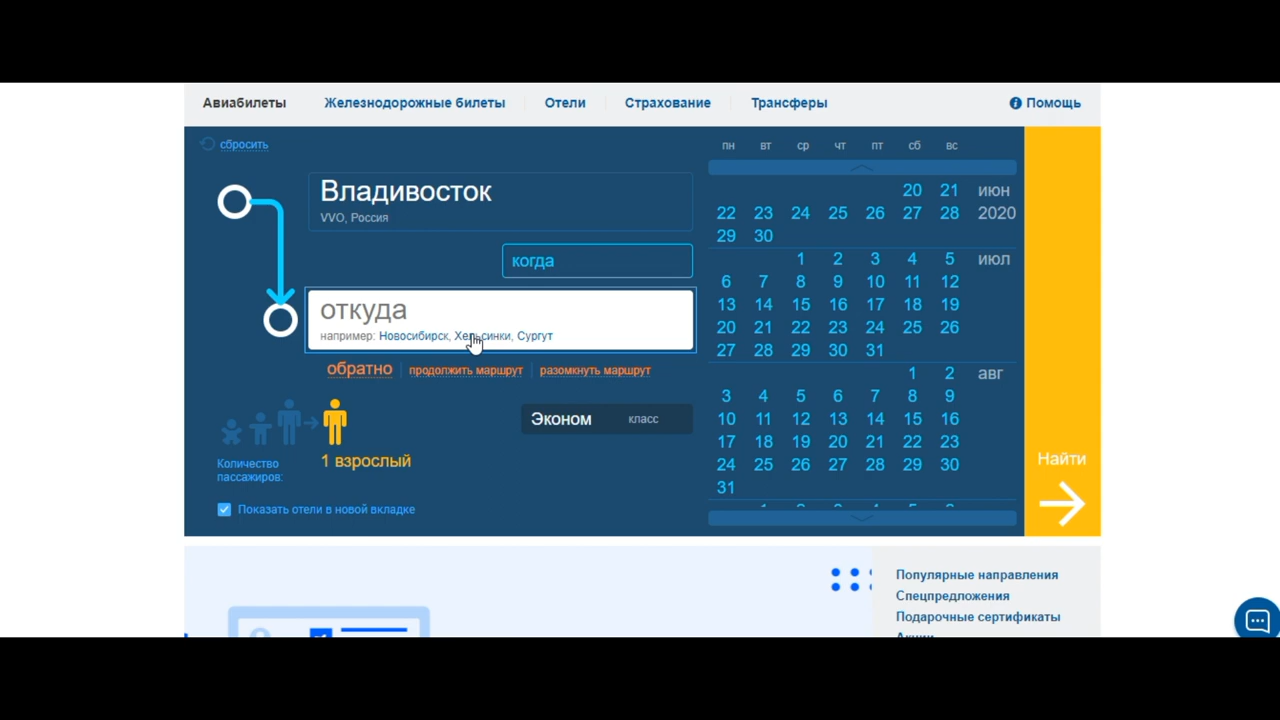 Авиабилеты Железнодорожные билеты Отели Страхование Трансферы Помощь
сбросить
Владивосток
VVO, Россия
когда
откуда
например: Новосибирск, Хельсинки, Сургут
обратно продолжить маршрут разомкнуть маршрут
Эконом класс
1 взрослый
Количество
пассажиров:
Показать отели в новой вкладке
пн вт ср чт пт сб вс
20 21 июн
22 23 24 25 26 27 28 2020
29 30
1 2 3 4 5 июл
6 7 8 9 10 11 12
13 14 15 16 17 18 19
20 21 22 23 24 25 26
27 28 29 30 31
1 2 авг
3 4 5 6 7 8 9
10 11 12 13 14 15 16
17 18 19 20 21 22 23
24 25 26 27 28 29 30
31
Найти
Популярные направления
Спецпредложения
Подарочные сертификаты